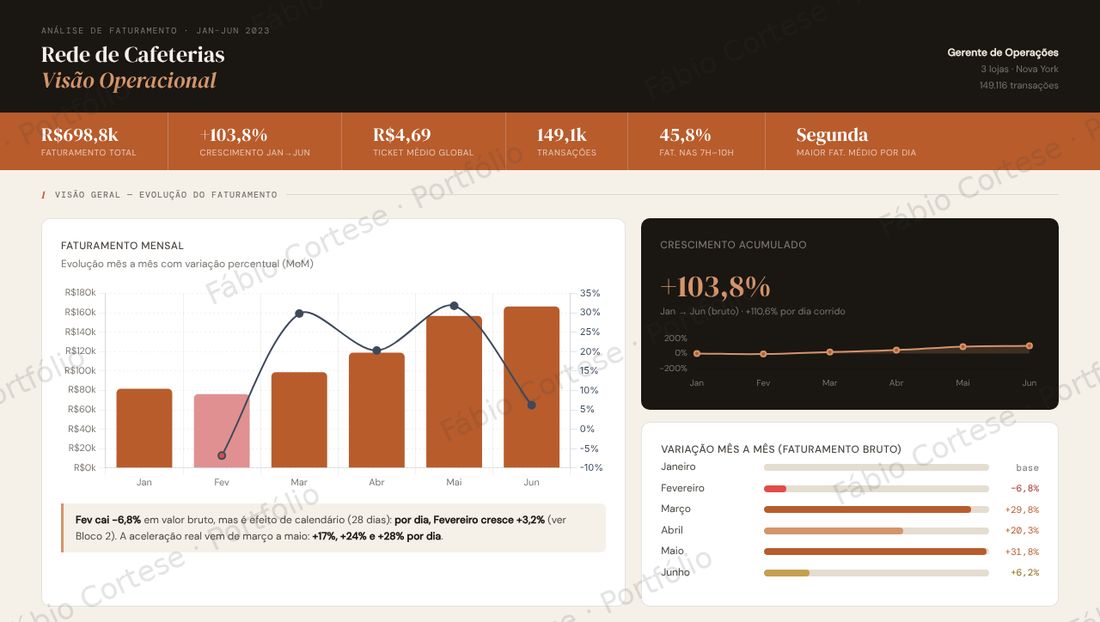 ANÁLISE DE FATURAMENTO · JAN–JUN 2023
Rede de Cafeterias
Visão Operacional
Gerente de Operações
3 lojas · Nova York
149.116 transações
R$698,8k
FATURAMENTO TOTAL
+103,8%
CRESCIMENTO JAN→JUN
R$4,69
TICKET MÉDIO GLOBAL
149,1k
TRANSAÇÕES
45,8%
FAT. NAS 7H–10H
Segunda
MAIOR FAT. MÉDIO POR DIA
/ VISÃO GERAL — EVOLUÇÃO DO FATURAMENTO
FATURAMENTO MENSAL
Evolução mês a mês com variação percentual (MoM)
R$180k
R$160k
R$140k
R$120k
R$100k
R$80k
R$60k
R$40k
R$20k
R$0k
35%
30%
25%
20%
15%
10%
5%
0%
-5%
-10%
Jan Fev Mar Abr Mai Jun
Fev cai −6,8% em valor bruto, mas é efeito de calendário (28 dias): por dia, Fevereiro cresce +3,2% (ver
Bloco 2). A aceleração real vem de março a maio: +17%, +24% e +28% por dia.
CRESCIMENTO ACUMULADO
+103,8%
Jan → Jun (bruto) · +110,6% por dia corrido
200%
0%
-200%
Jan Fev Mar Abr Mai Jun
VARIAÇÃO MÊS A MÊS (FATURAMENTO BRUTO)
Janeiro base
Fevereiro −6,8%
Março +29,8%
Abril +20,3%
Maio +31,8%
Junho +6,2%
Fábio Cortese · Portfólio